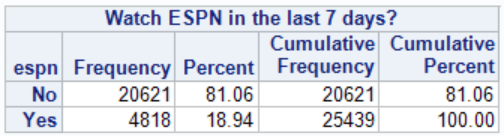 Watch ESPN in the last 7 days?
Cumulative Cumulative
espn Frequency Percent Frequency Percent
No 20621 81.06 20621 81.06
Yes 4818 18.94 25439 100.00